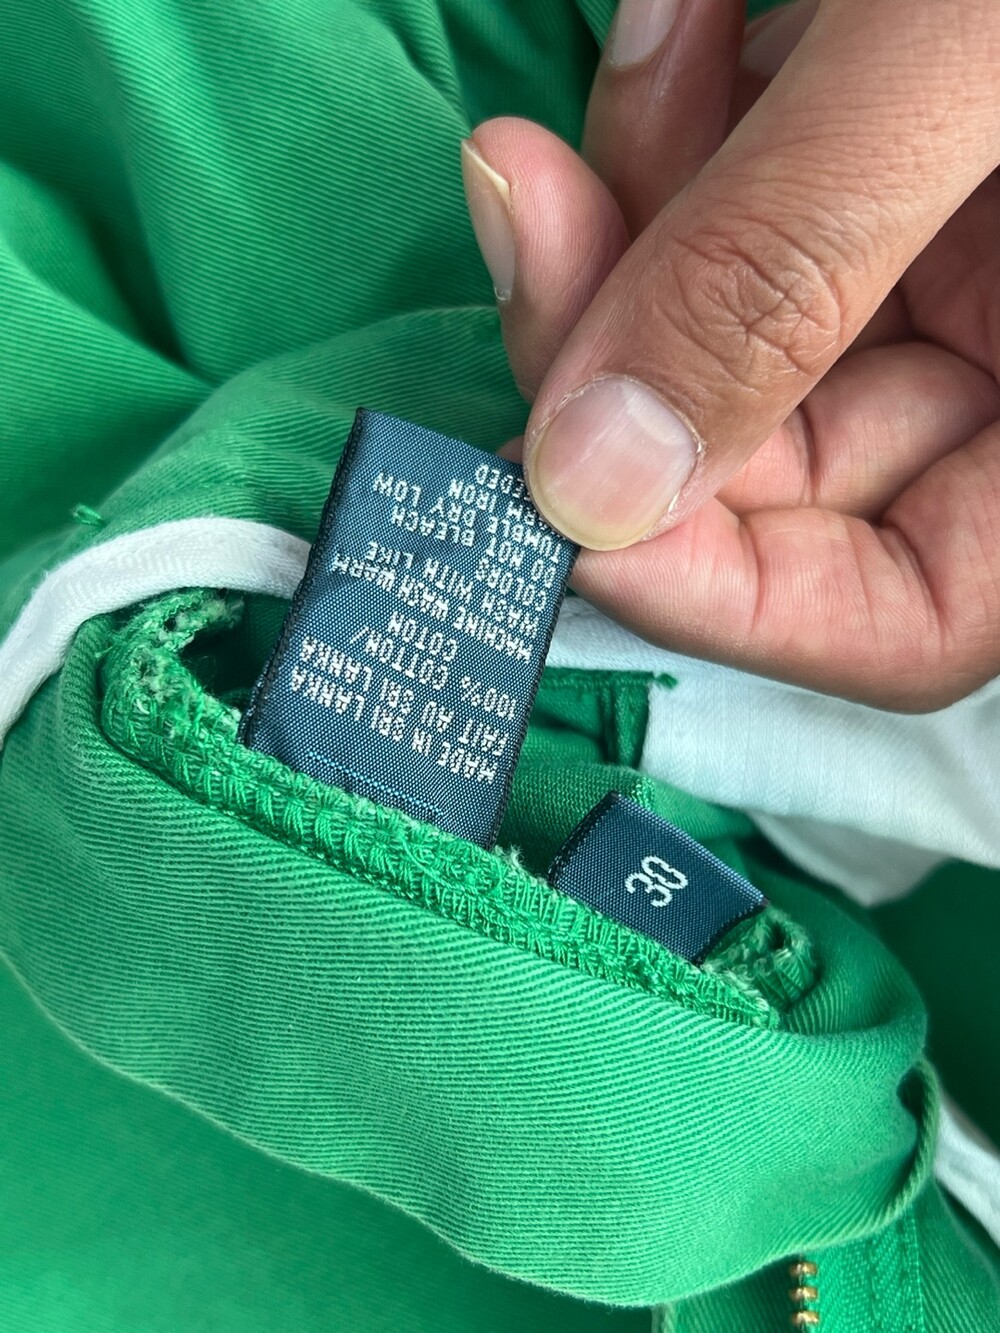 MADE IN SRI LANKA
FAIT AU SRI LANKA
100% COTTON/
COTON
MACHINE WASH WARM
WASH WITH LIKE
COLORS
DO NOT BLEACH
TUMBLE DRY LOW
IRON
30